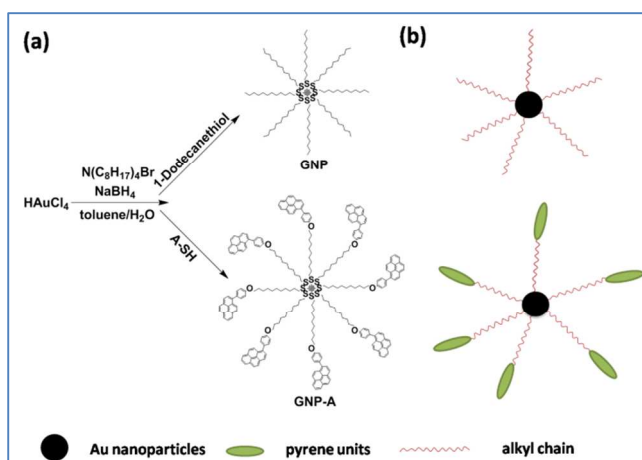 (a)
(b)
1-Dodecanethiol
GNP
N(C8H17)4Br
NaBH4
HAuCl4
toluene/H2O
A-SH
S S S S S S S S
O O O O O O O O
S S S S S S S S
GNP-A
Au nanoparticles
pyrene units
alkyl chain